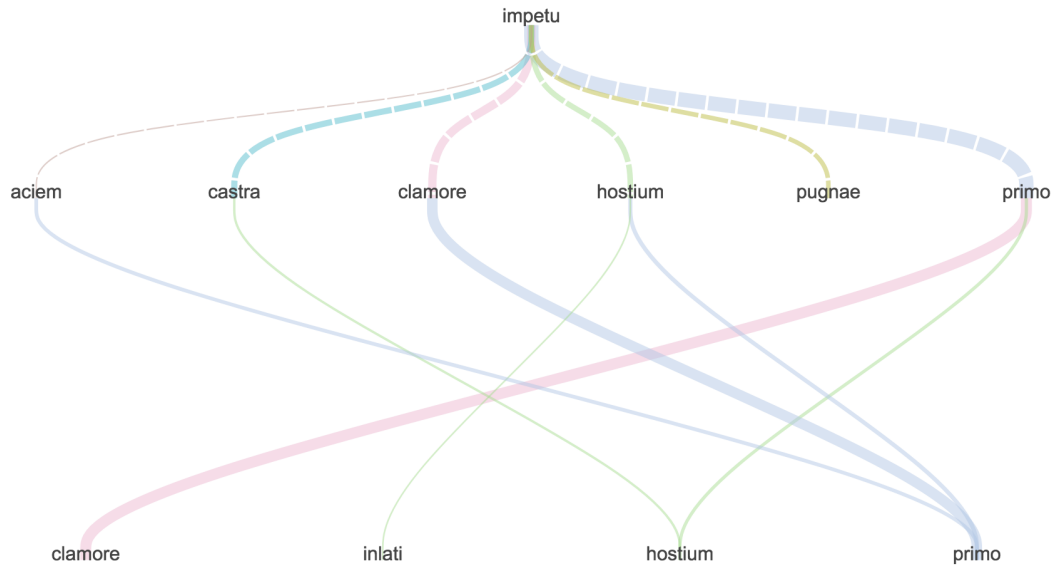 impetu
aciem castra clamore hostium pugnae primo
clamore inlati hostium primo